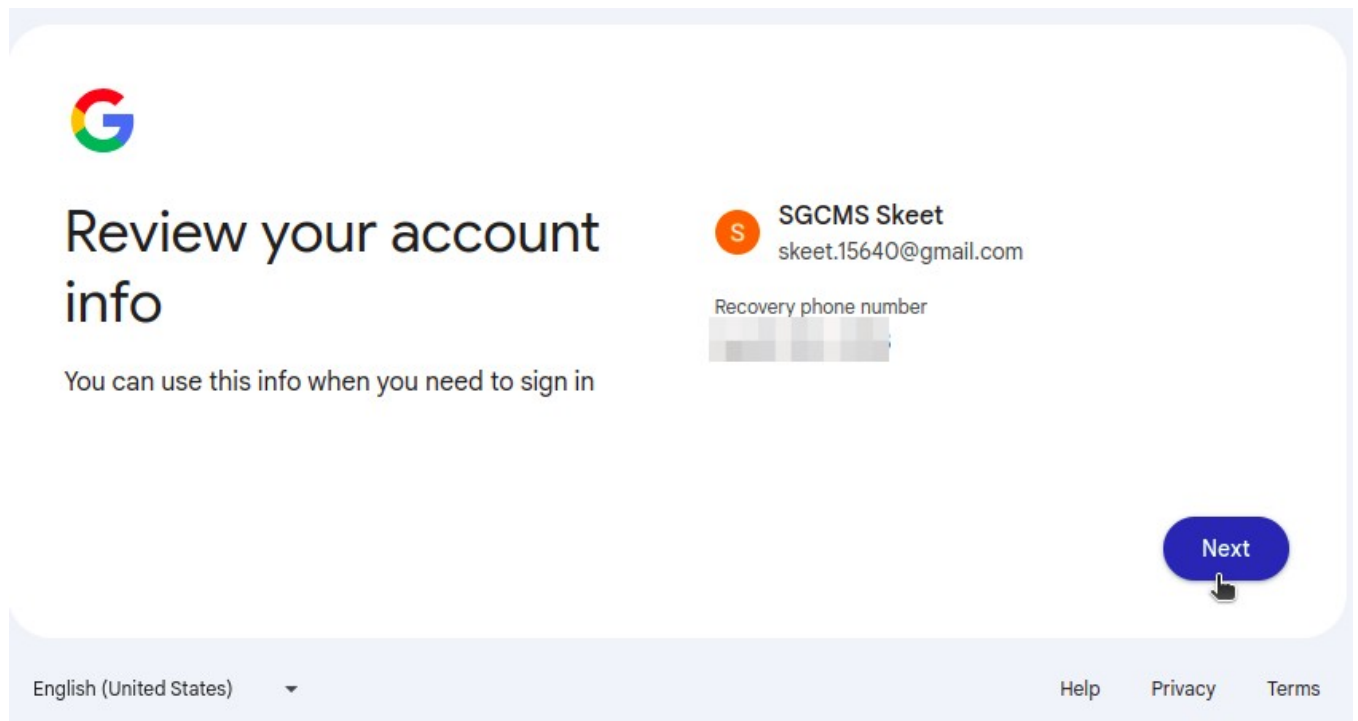 Review your account
info
You can use this info when you need to sign in
S
SGCMS Skeet
skeet.15640@gmail.com
Recovery phone number
Next
English (United States)
Help Privacy Terms